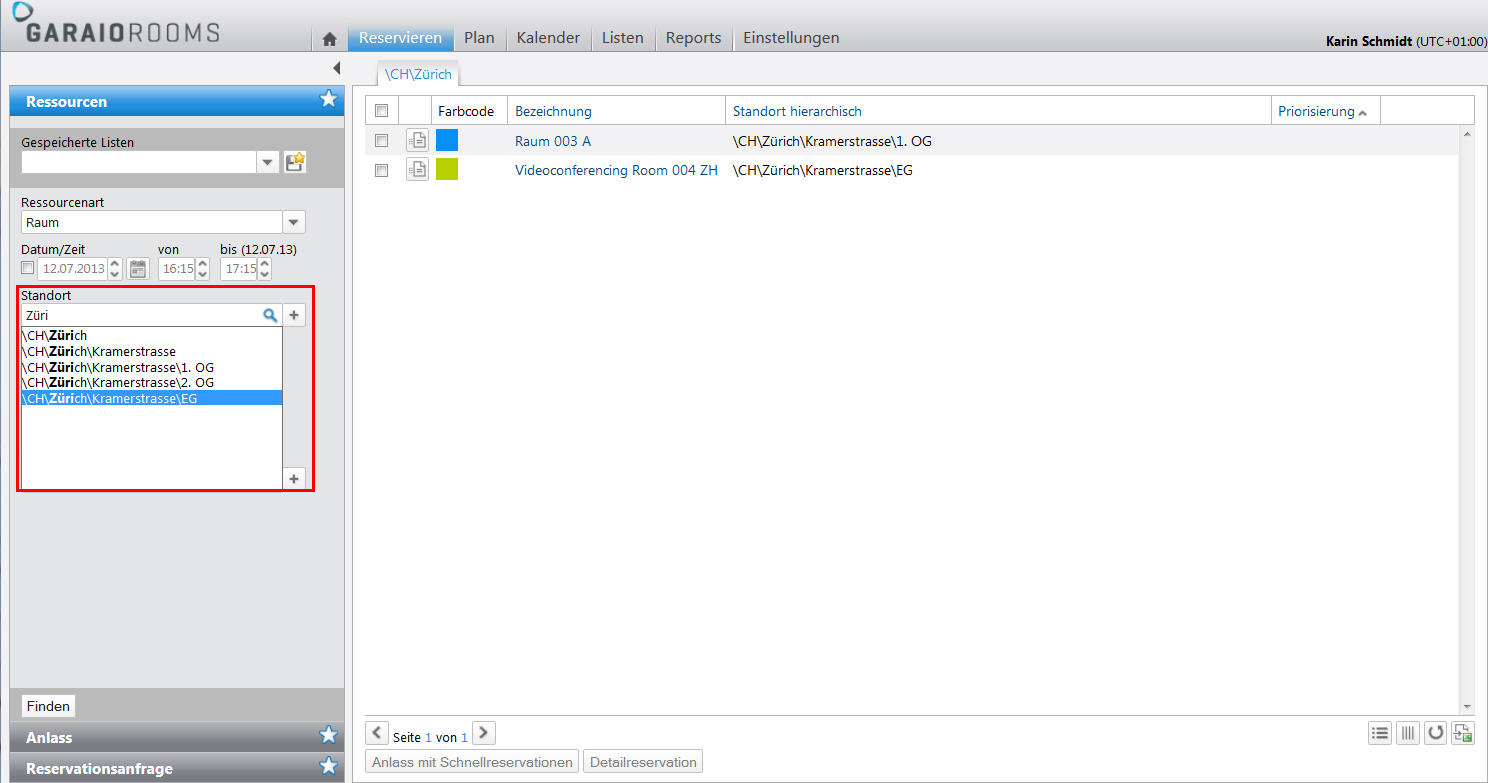 GARAIOROOMS
Reservieren Plan Kalender Listen Reports Einstellungen
Karin Schmidt (UTC+01:00)
\CH\Zürich
Ressourcen
Gespeicherte Listen
Ressourcenart
Raum
Datum/Zeit von bis (12.07.13)
12.07.2013 16:15 17:15
Standort
Züri
\CH\Zürich
\CH\Zürich\Kramerstrasse
\CH\Zürich\Kramerstrasse\1. OG
\CH\Zürich\Kramerstrasse\2. OG
\CH\Zürich\Kramerstrasse\EG
Finden
Anlass
Reservationsanfrage
Farbcode Bezeichnung Standort hierarchisch Priorisierung
Raum 003 A \CH\Zürich\Kramerstrasse\1. OG
Videoconferencing Room 004 ZH \CH\Zürich\Kramerstrasse\EG
Seite 1 von 1
Anlass mit Schnellreservationen Detailreservation